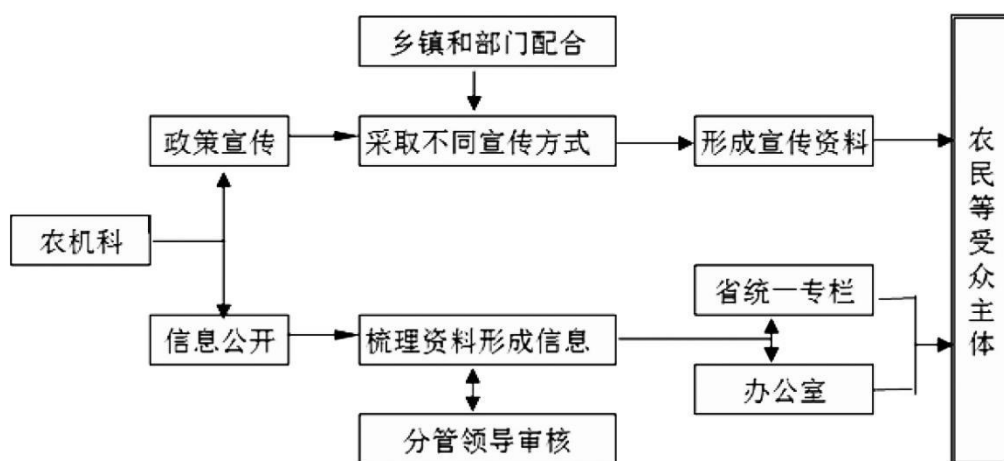 乡镇和部门配合
政策宣传
采取不同宣传方式
形成宣传资料
农民等受众主体
农机科
省统一专栏
信息公开
梳理资料形成信息
办公室
分管领导审核